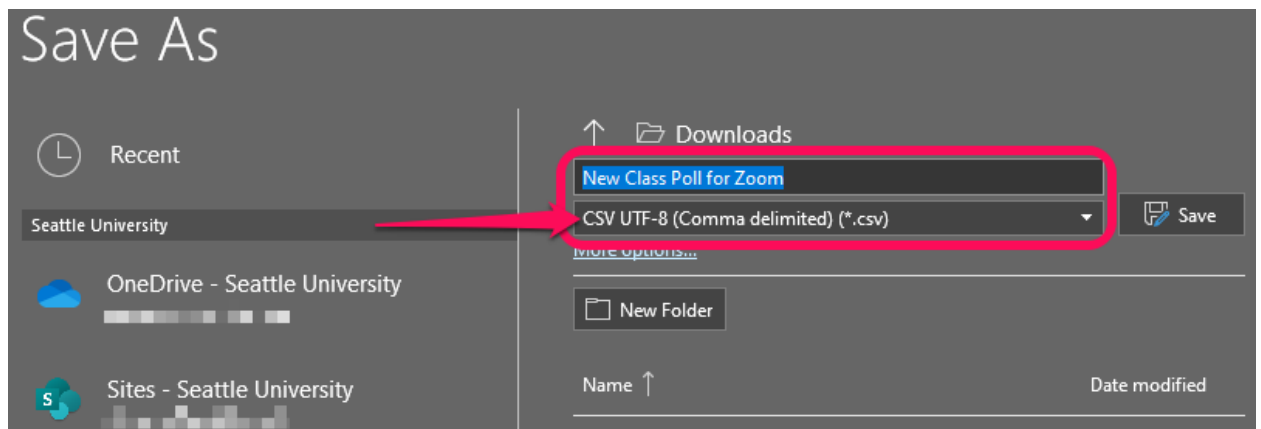 Save As
Recent
Seattle University
OneDrive - Seattle University
Sites - Seattle University
Downloads
New Class Poll for Zoom
CSV UTF-8 (Comma delimited) (*.csv)
Save
More options...
New Folder
Name
Date modified